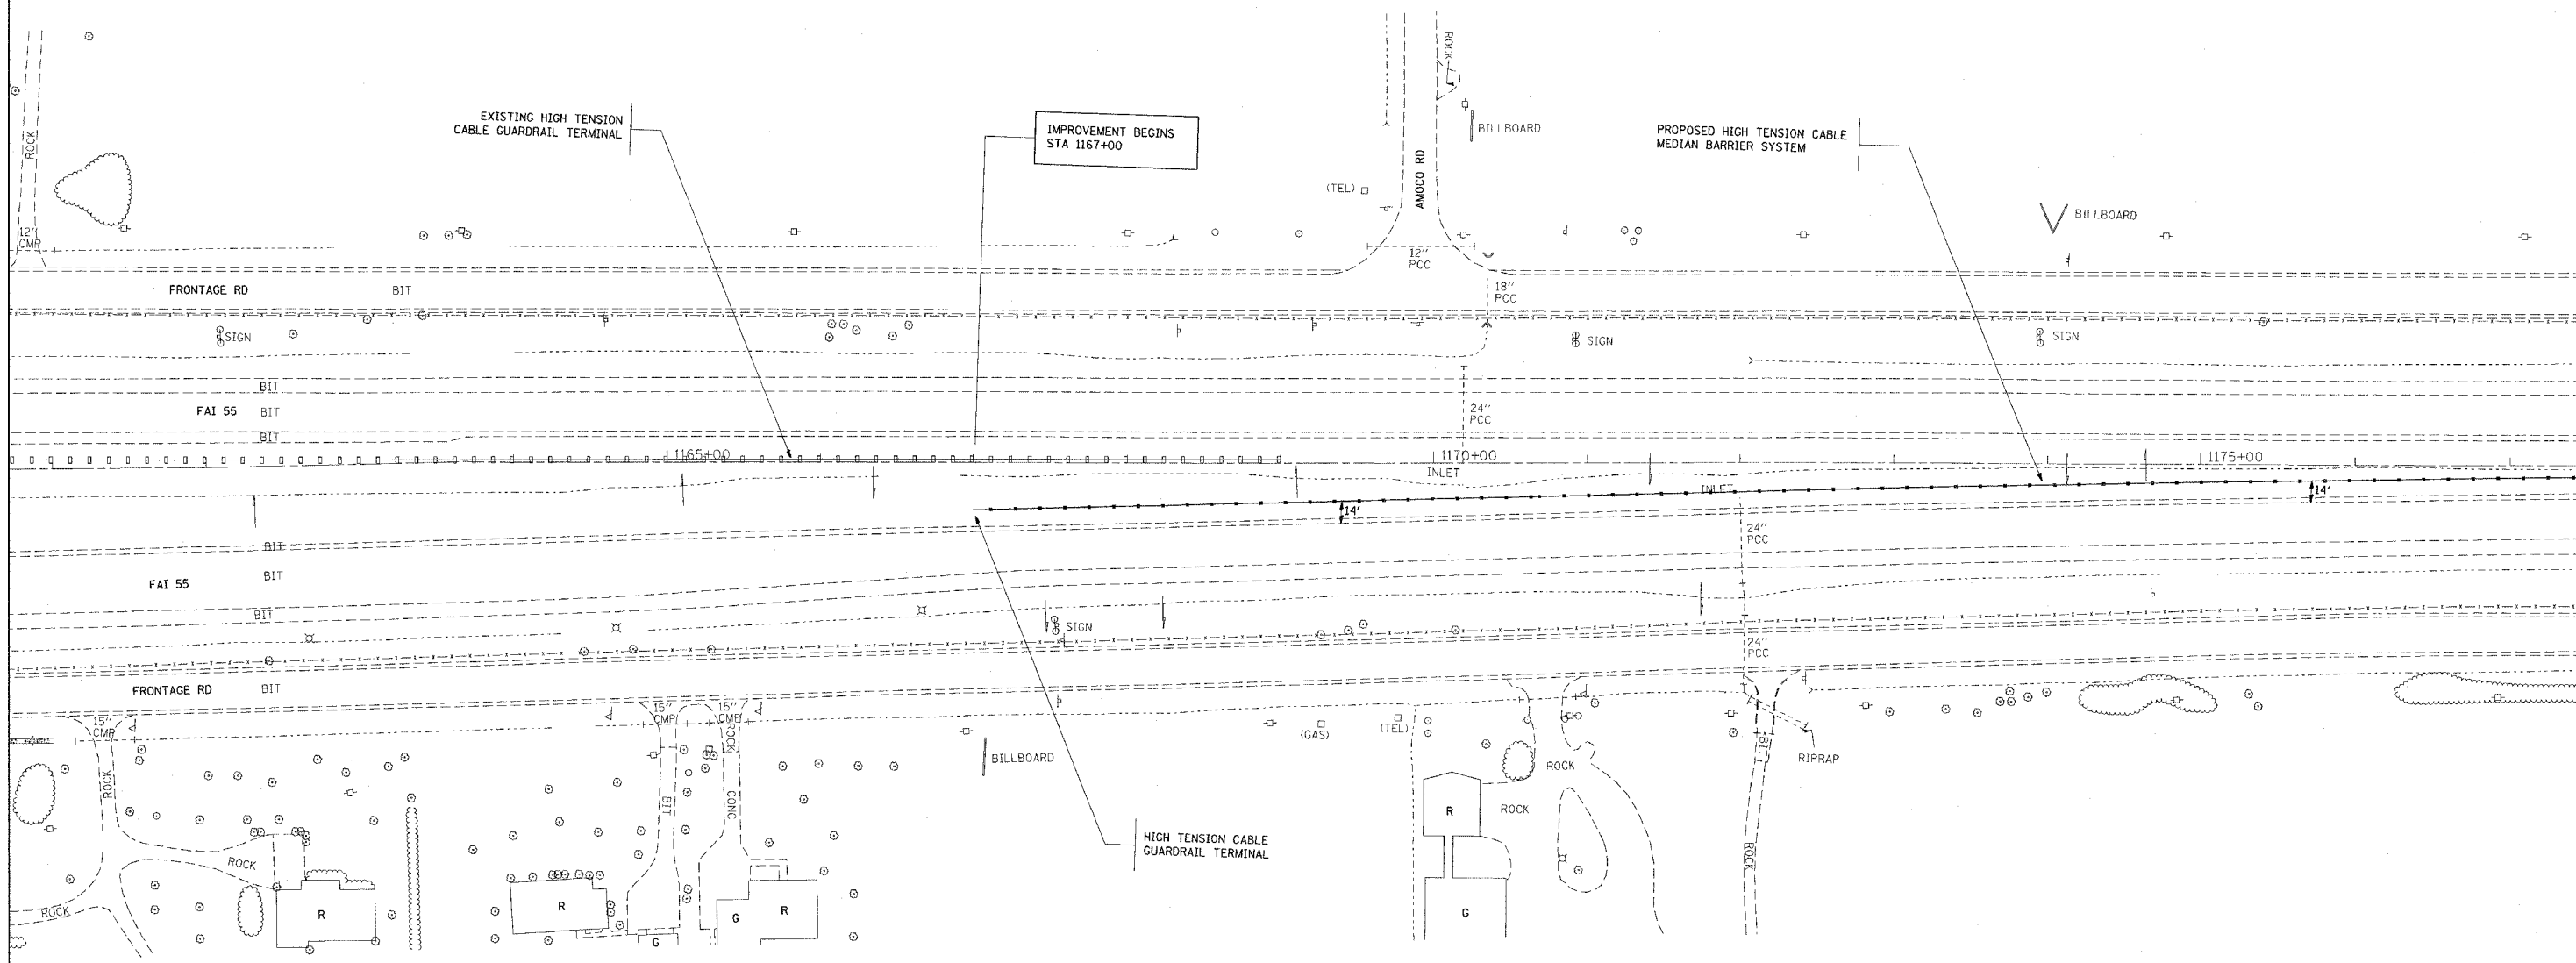 ROCK
EXISTING HIGH TENSION
CABLE GUARDRAIL TERMINAL
IMPROVEMENT BEGINS
STA 1167+00
ROCK
BILLBOARD
PROPOSED HIGH TENSION CABLE
MEDIAN BARRIER SYSTEM
AMOCO RD
(TEL)
BILLBOARD
12"
CMP
12"
PCC
FRONTAGE RD
BIT
18"
PCC
SIGN
SIGN
SIGN
BIT
FAI 55
BIT
24"
PCC
BIT
1165+00
1170+00
1175+00
INLET
INLET
14'
14'
BIT
24"
PCC
FAI 55
BIT
BIT
SIGN
24"
PCC
FRONTAGE RD
BIT
15"
CMP
15"
CMP
15"
CMP
ROCK
(GAS)
(TEL)
BILLBOARD
BIT
RIPRAP
ROCK
ROCK
BIT
CONC
ROCK
HIGH TENSION CABLE
GUARDRAIL TERMINAL
R
ROCK
ROCK
ROCK
R
R
G
R
G
G